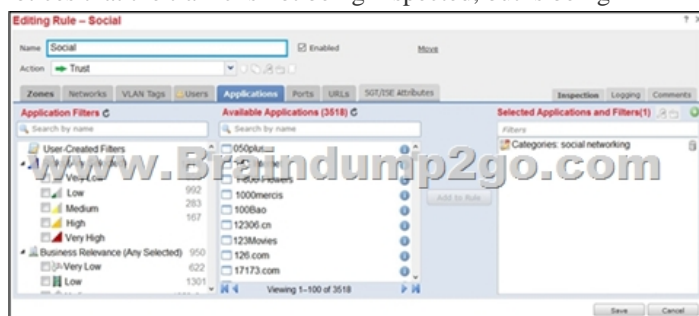 Editing Rule – Social
? X
Name Social Enabled Move
Action Trust
Zones Networks VLAN Tags Users Applications Ports URLs SGT/ISE Attributes Inspection Logging Comments
Application Filters Available Applications (3518) Selected Applications and Filters(1)
Search by name Search by name Filters
User-Created Filters 050plus Categories: social networking
Very Low
www.Braindump2go.com
Low 992 1000mercis
Add to Rule
Medium 283 100Bao
High 167 12306.cn
Very High 123Movies
Business Relevance (Any Selected) 950 126.com
Very Low 622 17173.com
Low 1301 Viewing 1–100 of 3518
Save Cancel